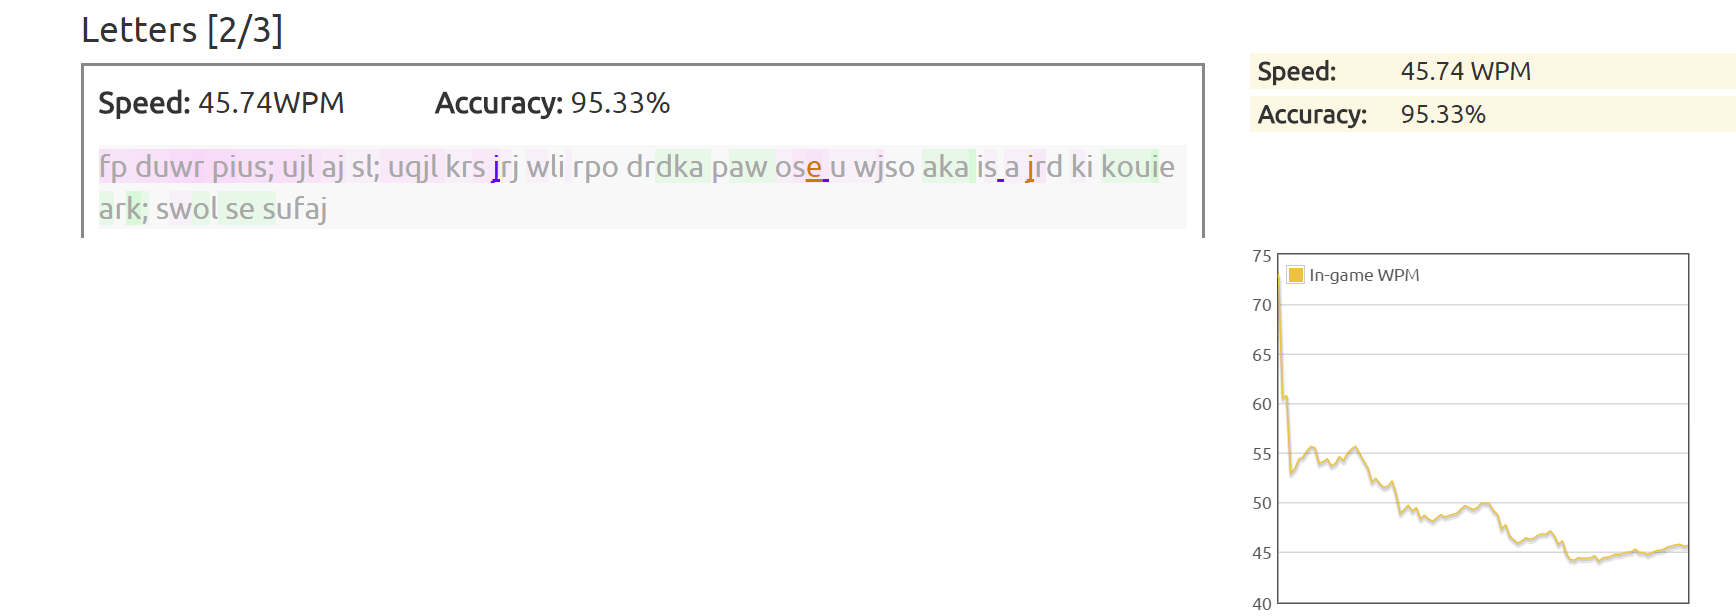 Letters [2/3]
Speed: 45.74WPM Accuracy: 95.33%
fp duwr pius; ujl aj sl; uqjl krs jrj wli rpo drdka paw ose u wjso aka is a jrd ki kouie
ark; swol se sufaj
Speed: 45.74 WPM
Accuracy: 95.33%
75
In-game WPM
70
65
60
55
50
45
40